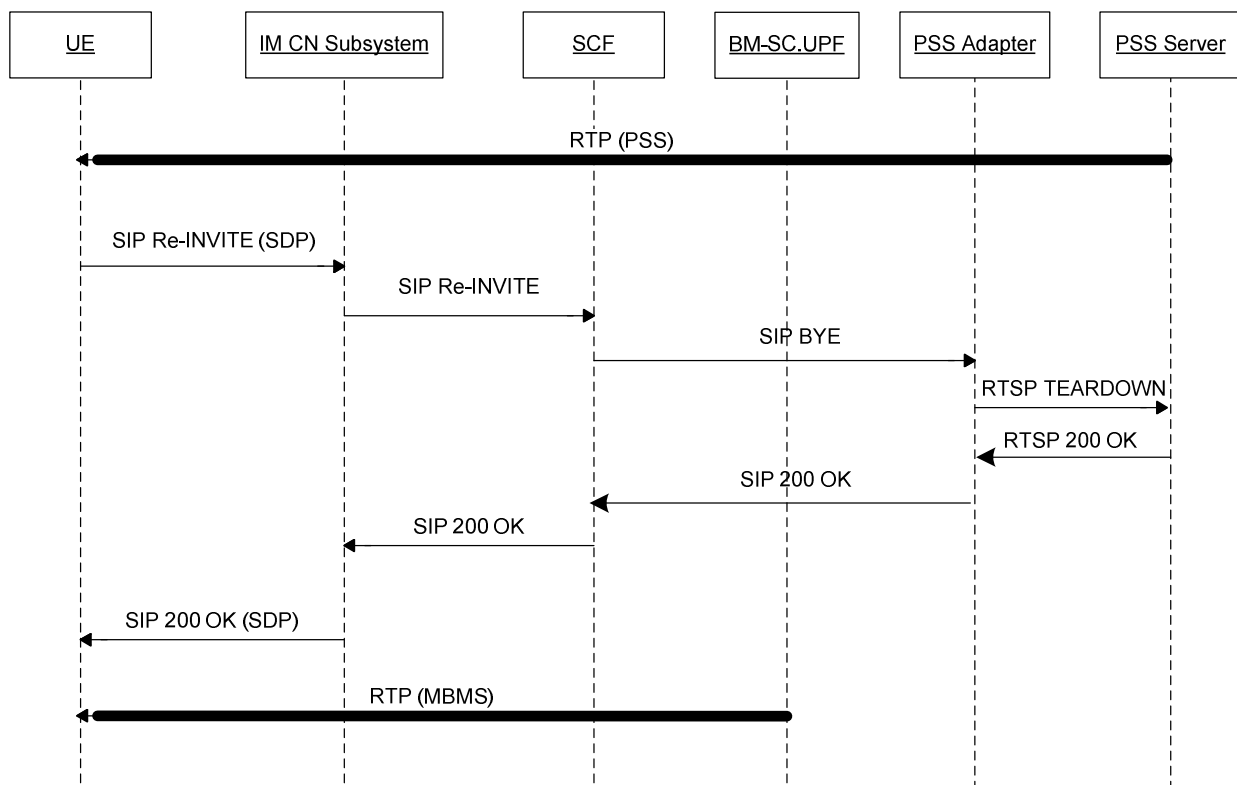 UE
IM CN Subsystem
SCF
BM-SC.UPF
PSS Adapter
PSS Server
RTP (PSS)
SIP Re-INVITE (SDP)
SIP Re-INVITE
SIP BYE
RTSP TEARDOWN
RTSP 200 OK
SIP 200 OK
SIP 200 OK
SIP 200 OK (SDP)
RTP (MBMS)